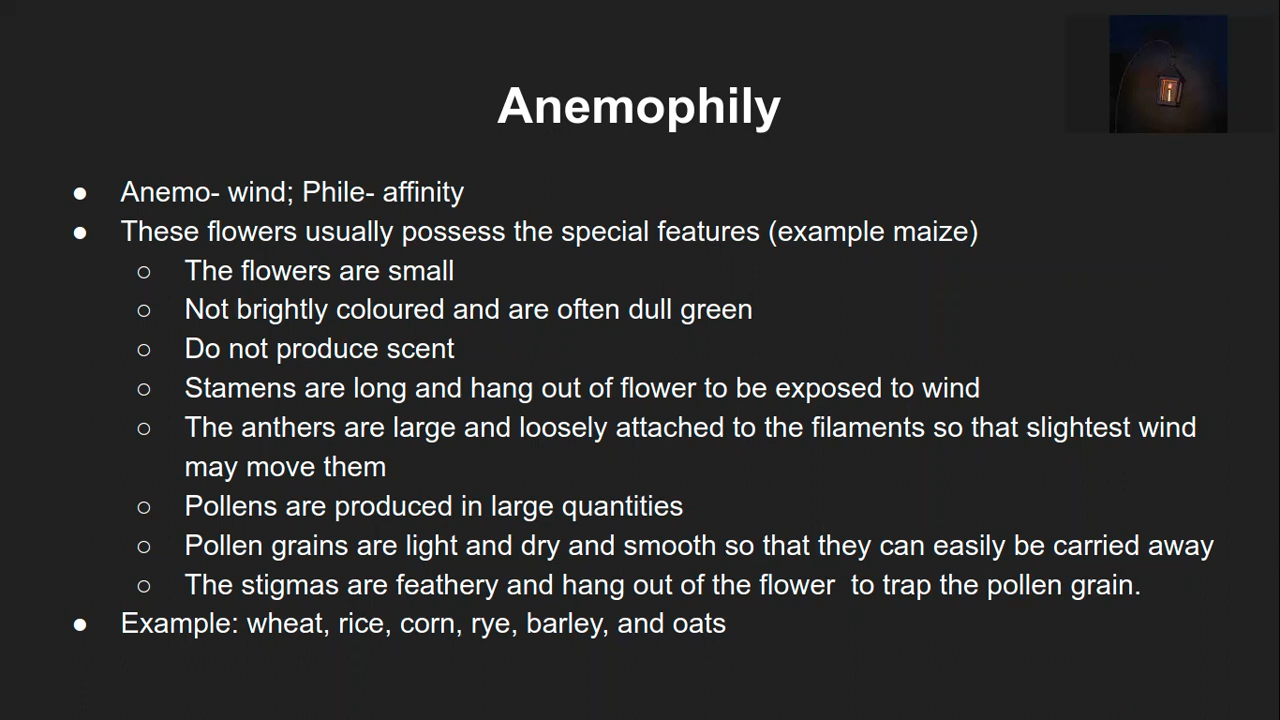 Anemophily
● Anemo- wind; Phile- affinity
● These flowers usually possess the special features (example maize)
○ The flowers are small
○ Not brightly coloured and are often dull green
○ Do not produce scent
○ Stamens are long and hang out of flower to be exposed to wind
○ The anthers are large and loosely attached to the filaments so that slightest wind
may move them
○ Pollens are produced in large quantities
○ Pollen grains are light and dry and smooth so that they can easily be carried away
○ The stigmas are feathery and hang out of the flower  to trap the pollen grain.
● Example: wheat, rice, corn, rye, barley, and oats